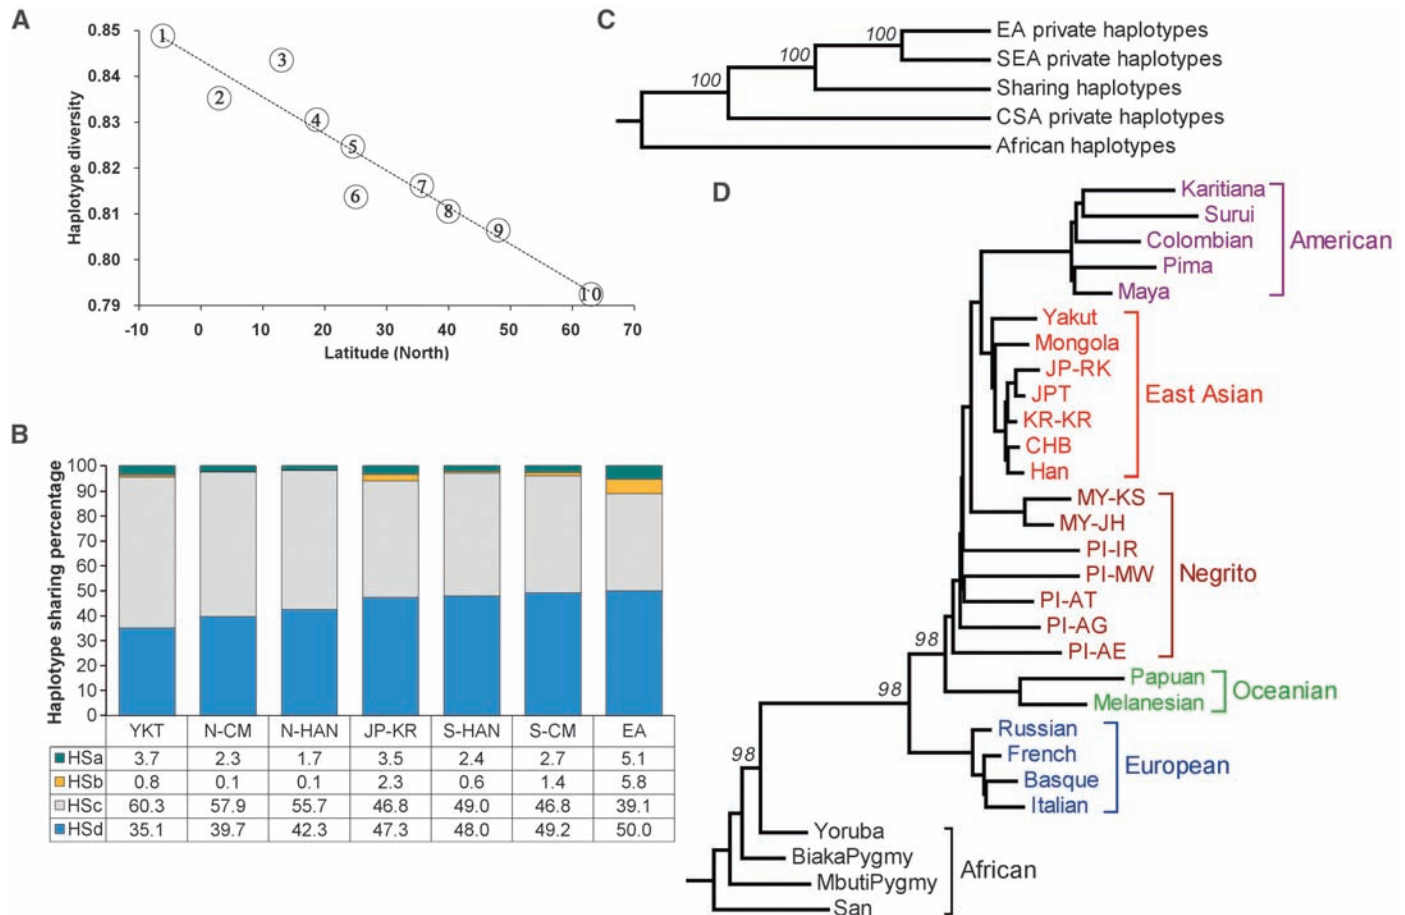 A
Haplotype diversity
0.85
0.84
0.83
0.82
0.81
0.80
0.79
1
2
3
4
5
6
7
8
9
10
-10 0 10 20 30 40 50 60 70
Latitude (North)
B
Haplotype sharing percentage
100
90
80
70
60
50
40
30
20
10
0
YKT N-CM N-HAN JP-KR S-HAN S-CM EA
HSa 3.7 2.3 1.7 3.5 2.4 2.7 5.1
HSb 0.8 0.1 0.1 2.3 0.6 1.4 5.8
HSc 60.3 57.9 55.7 46.8 49.0 46.8 39.1
HSd 35.1 39.7 42.3 47.3 48.0 49.2 50.0
C
100
100
100
EA private haplotypes
SEA private haplotypes
Sharing haplotypes
CSA private haplotypes
African haplotypes
D
Karitiana
Surui
Colombian
Pima
Maya
American
Yakut
Mongola
JP-RK
JPT
KR-KR
CHB
Han
East Asian
MY-KS
MY-JH
PI-IR
PI-MW
PI-AT
PI-AG
PI-AE
Negrito
98
Papuan
Melanesian
Oceanian
98
Russian
French
Basque
Italian
European
98
Yoruba
BiakaPygmy
MbutiPygmy
San
African